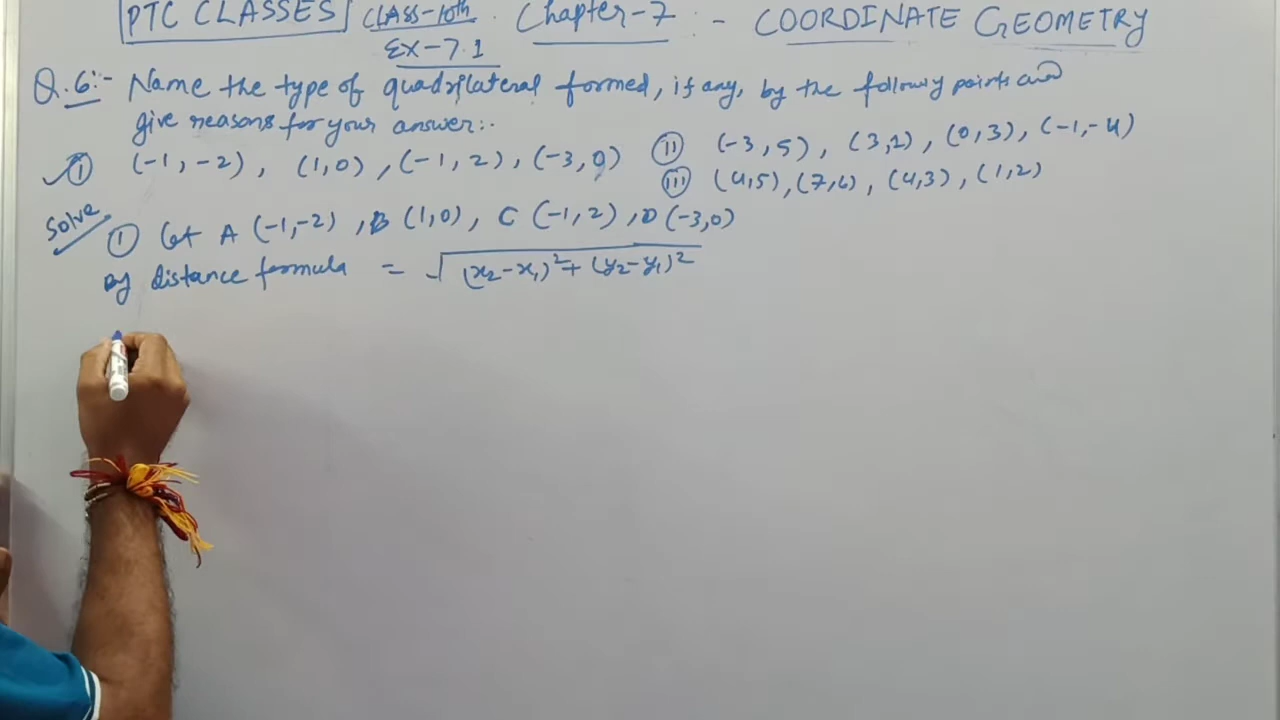 PTC CLASSES CLASS-10th Chapter-7 :- COORDINATE GEOMETRY
EX-7.1
Q.6:- Name the type of quadrilateral formed, if any, by the following points and
give reasons for your answer:-
(i) (-1,-2), (1,0), (-1,2), (-3,0) (ii) (-3,5), (3,1), (0,3), (-1,-4)
(iii) (4,5), (7,6), (4,3), (1,2)
Solve
(i) Let A (-1,-2), B (1,0), C (-1,2), D (-3,0)
By distance formula = √(x₂-x₁)²+(y₂-y₁)²